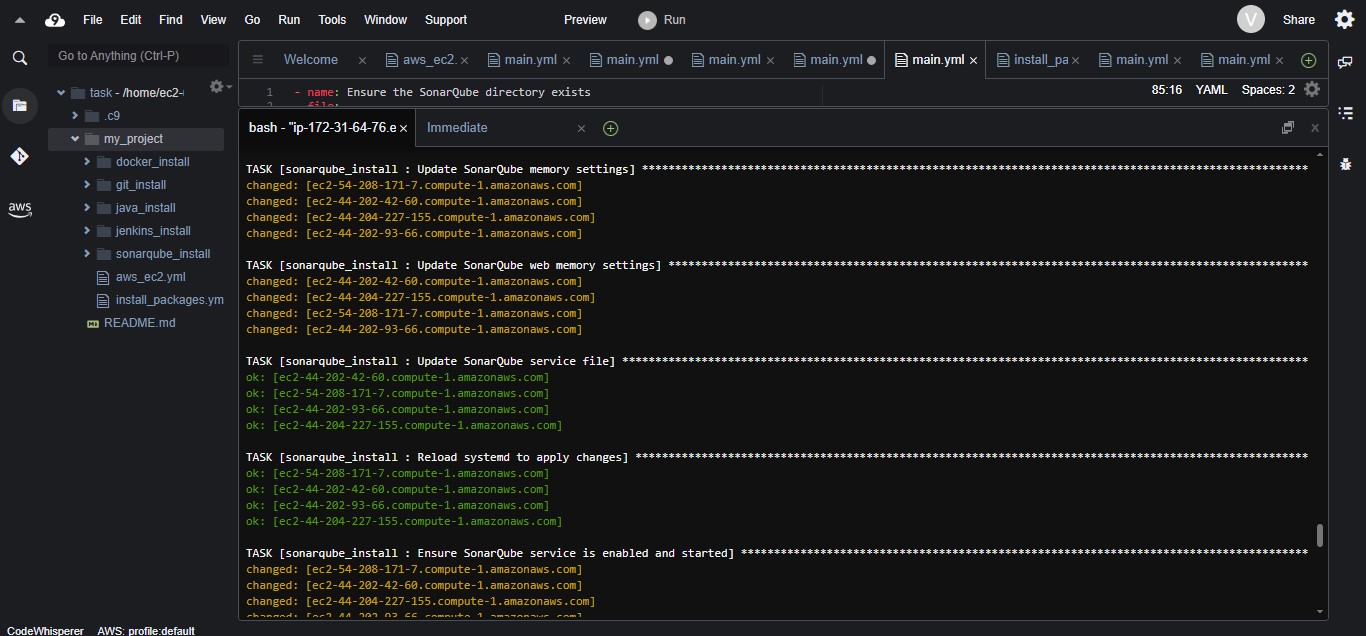 File Edit Find View Go Run Tools Window Support Preview Run V Share
Go to Anything (Ctrl-P)
Welcome × aws_ec2. × main.yml × main.yml main.yml × main.yml main.yml × install_pa × main.yml × main.yml ×
task - /home/ec2-
.c9
my_project
docker_install
git_install
java_install
jenkins_install
sonarqube_install
aws_ec2.yml
install_packages.ym
README.md
aws
1 - name: Ensure the SonarQube directory exists
2 file:
85:16 YAML Spaces: 2
bash - "ip-172-31-64-76.e × Immediate ×
TASK [sonarqube_install : Update SonarQube memory settings] *****************************************************************************************************
changed: [ec2-54-208-171-7.compute-1.amazonaws.com]
changed: [ec2-44-202-42-60.compute-1.amazonaws.com]
changed: [ec2-44-204-227-155.compute-1.amazonaws.com]
changed: [ec2-44-202-93-66.compute-1.amazonaws.com]
TASK [sonarqube_install : Update SonarQube web memory settings] *************************************************************************************************
changed: [ec2-44-202-42-60.compute-1.amazonaws.com]
changed: [ec2-44-204-227-155.compute-1.amazonaws.com]
changed: [ec2-54-208-171-7.compute-1.amazonaws.com]
changed: [ec2-44-202-93-66.compute-1.amazonaws.com]
TASK [sonarqube_install : Update SonarQube service file] ********************************************************************************************************
ok: [ec2-44-202-42-60.compute-1.amazonaws.com]
ok: [ec2-54-208-171-7.compute-1.amazonaws.com]
ok: [ec2-44-202-93-66.compute-1.amazonaws.com]
ok: [ec2-44-204-227-155.compute-1.amazonaws.com]
TASK [sonarqube_install : Reload systemd to apply changes] ******************************************************************************************************
ok: [ec2-54-208-171-7.compute-1.amazonaws.com]
ok: [ec2-44-202-42-60.compute-1.amazonaws.com]
ok: [ec2-44-202-93-66.compute-1.amazonaws.com]
ok: [ec2-44-204-227-155.compute-1.amazonaws.com]
TASK [sonarqube_install : Ensure SonarQube service is enabled and started] **************************************************************************************
changed: [ec2-54-208-171-7.compute-1.amazonaws.com]
changed: [ec2-44-202-42-60.compute-1.amazonaws.com]
changed: [ec2-44-204-227-155.compute-1.amazonaws.com]
changed: [ec2-44-202-93-66.compute-1.amazonaws.com]
CodeWhisperer AWS: profile:default